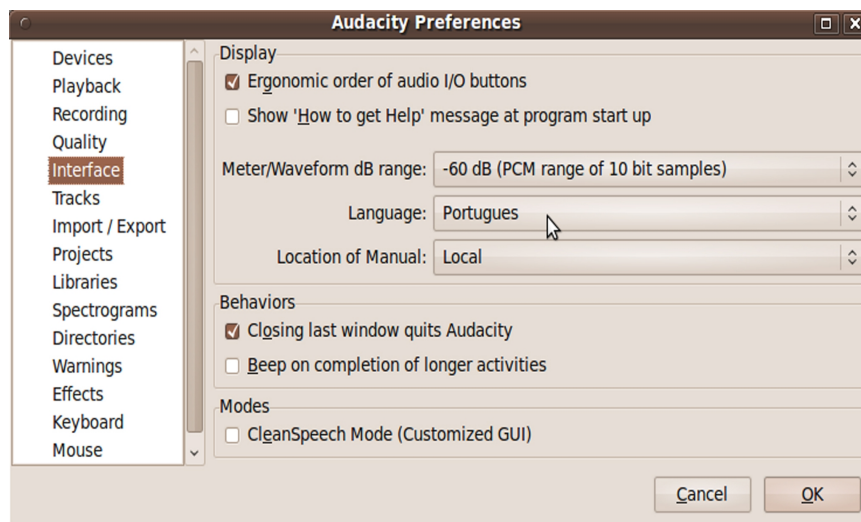 Audacity Preferences
Devices
Playback
Recording
Quality
Interface
Tracks
Import / Export
Projects
Libraries
Spectrograms
Directories
Warnings
Effects
Keyboard
Mouse
Display
Ergonomic order of audio I/O buttons
Show 'How to get Help' message at program start up
Meter/Waveform dB range: -60 dB (PCM range of 10 bit samples)
Language: Portugues
Location of Manual: Local
Behaviors
Closing last window quits Audacity
Beep on completion of longer activities
Modes
CleanSpeech Mode (Customized GUI)
Cancel OK